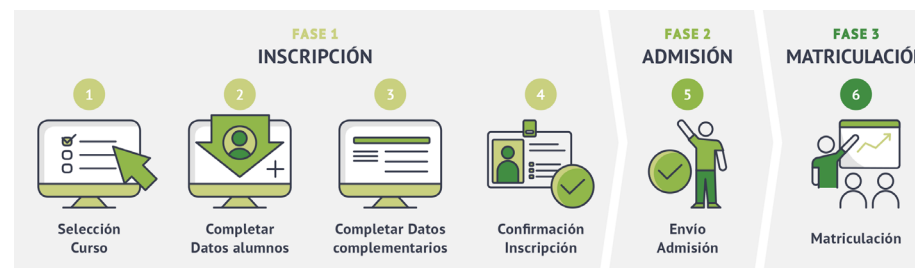 FASE 1
INSCRIPCIÓN
1
2
3
4
Selección
Curso
Completar
Datos alumnos
Completar Datos
complementarios
Confirmación
Inscripción
FASE 2
ADMISIÓN
5
Envío
Admisión
FASE 3
MATRICULACIÓ
6
Matriculación